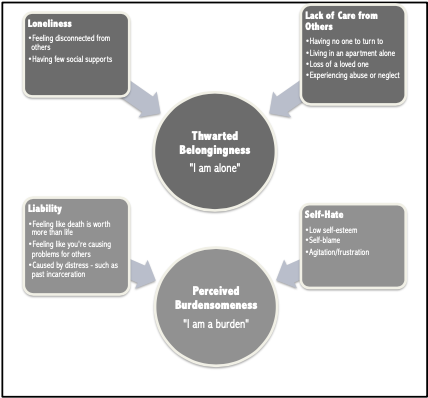 Loneliness
•Feeling disconnected from
others
•Having few social supports
Lack of Care from
Others
•Having no one to turn to
•Living in an apartment alone
•Loss of a loved one
•Experiencing abuse or neglect
Thwarted
Belongingness
"I am alone"
Liability
•Feeling like death is worth
more than life
•Feeling like you're causing
problems for others
•Caused by distress - such as
past incarceration
Self-Hate
•Low self-esteem
•Self-blame
•Agitation/frustration
Perceived
Burdensomeness
"I am a burden"